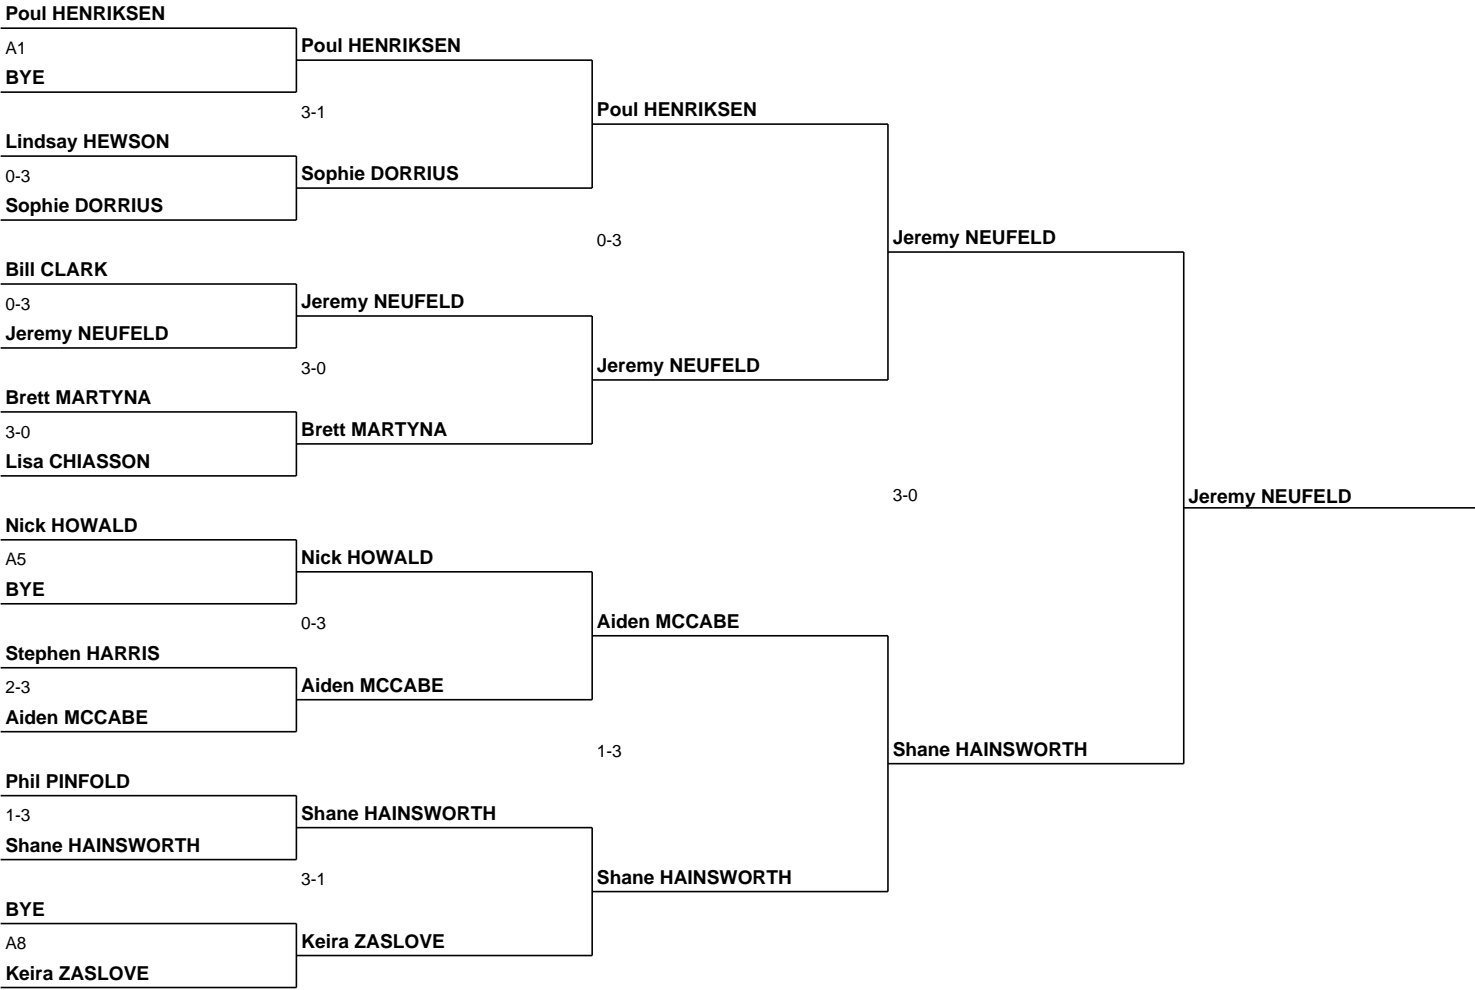 Poul HENRIKSEN
A1
BYE
Lindsay HEWSON
0-3
Sophie DORRIUS
Bill CLARK
0-3
Jeremy NEUFELD
Brett MARTYNA
3-0
Lisa CHIASSON
Nick HOWALD
A5
BYE
Stephen HARRIS
2-3
Aiden MCCABE
Phil PINFOLD
1-3
Shane HAINSWORTH
BYE
A8
Keira ZASLOVE
Poul HENRIKSEN
3-1
Sophie DORRIUS
Jeremy NEUFELD
3-0
Brett MARTYNA
Nick HOWALD
0-3
Aiden MCCABE
Shane HAINSWORTH
3-1
Keira ZASLOVE
Poul HENRIKSEN
0-3
Jeremy NEUFELD
Aiden MCCABE
1-3
Shane HAINSWORTH
Jeremy NEUFELD
3-0
Shane HAINSWORTH
Jeremy NEUFELD